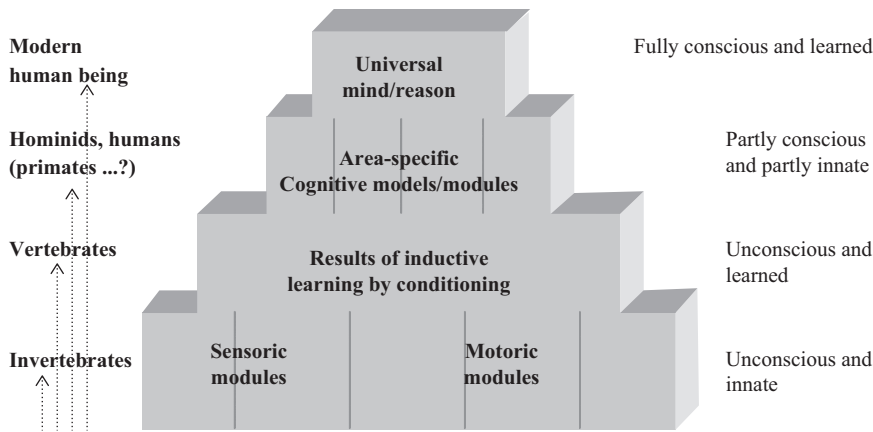 Modern
human being
Universal
mind/reason
Fully conscious and learned
Hominids, humans
(primates ...?)
Area-specific
Cognitive models/modules
Partly conscious
and partly innate
Vertebrates
Results of inductive
learning by conditioning
Unconscious and
learned
Invertebrates
Sensoric
modules
Motoric
modules
Unconscious and
innate